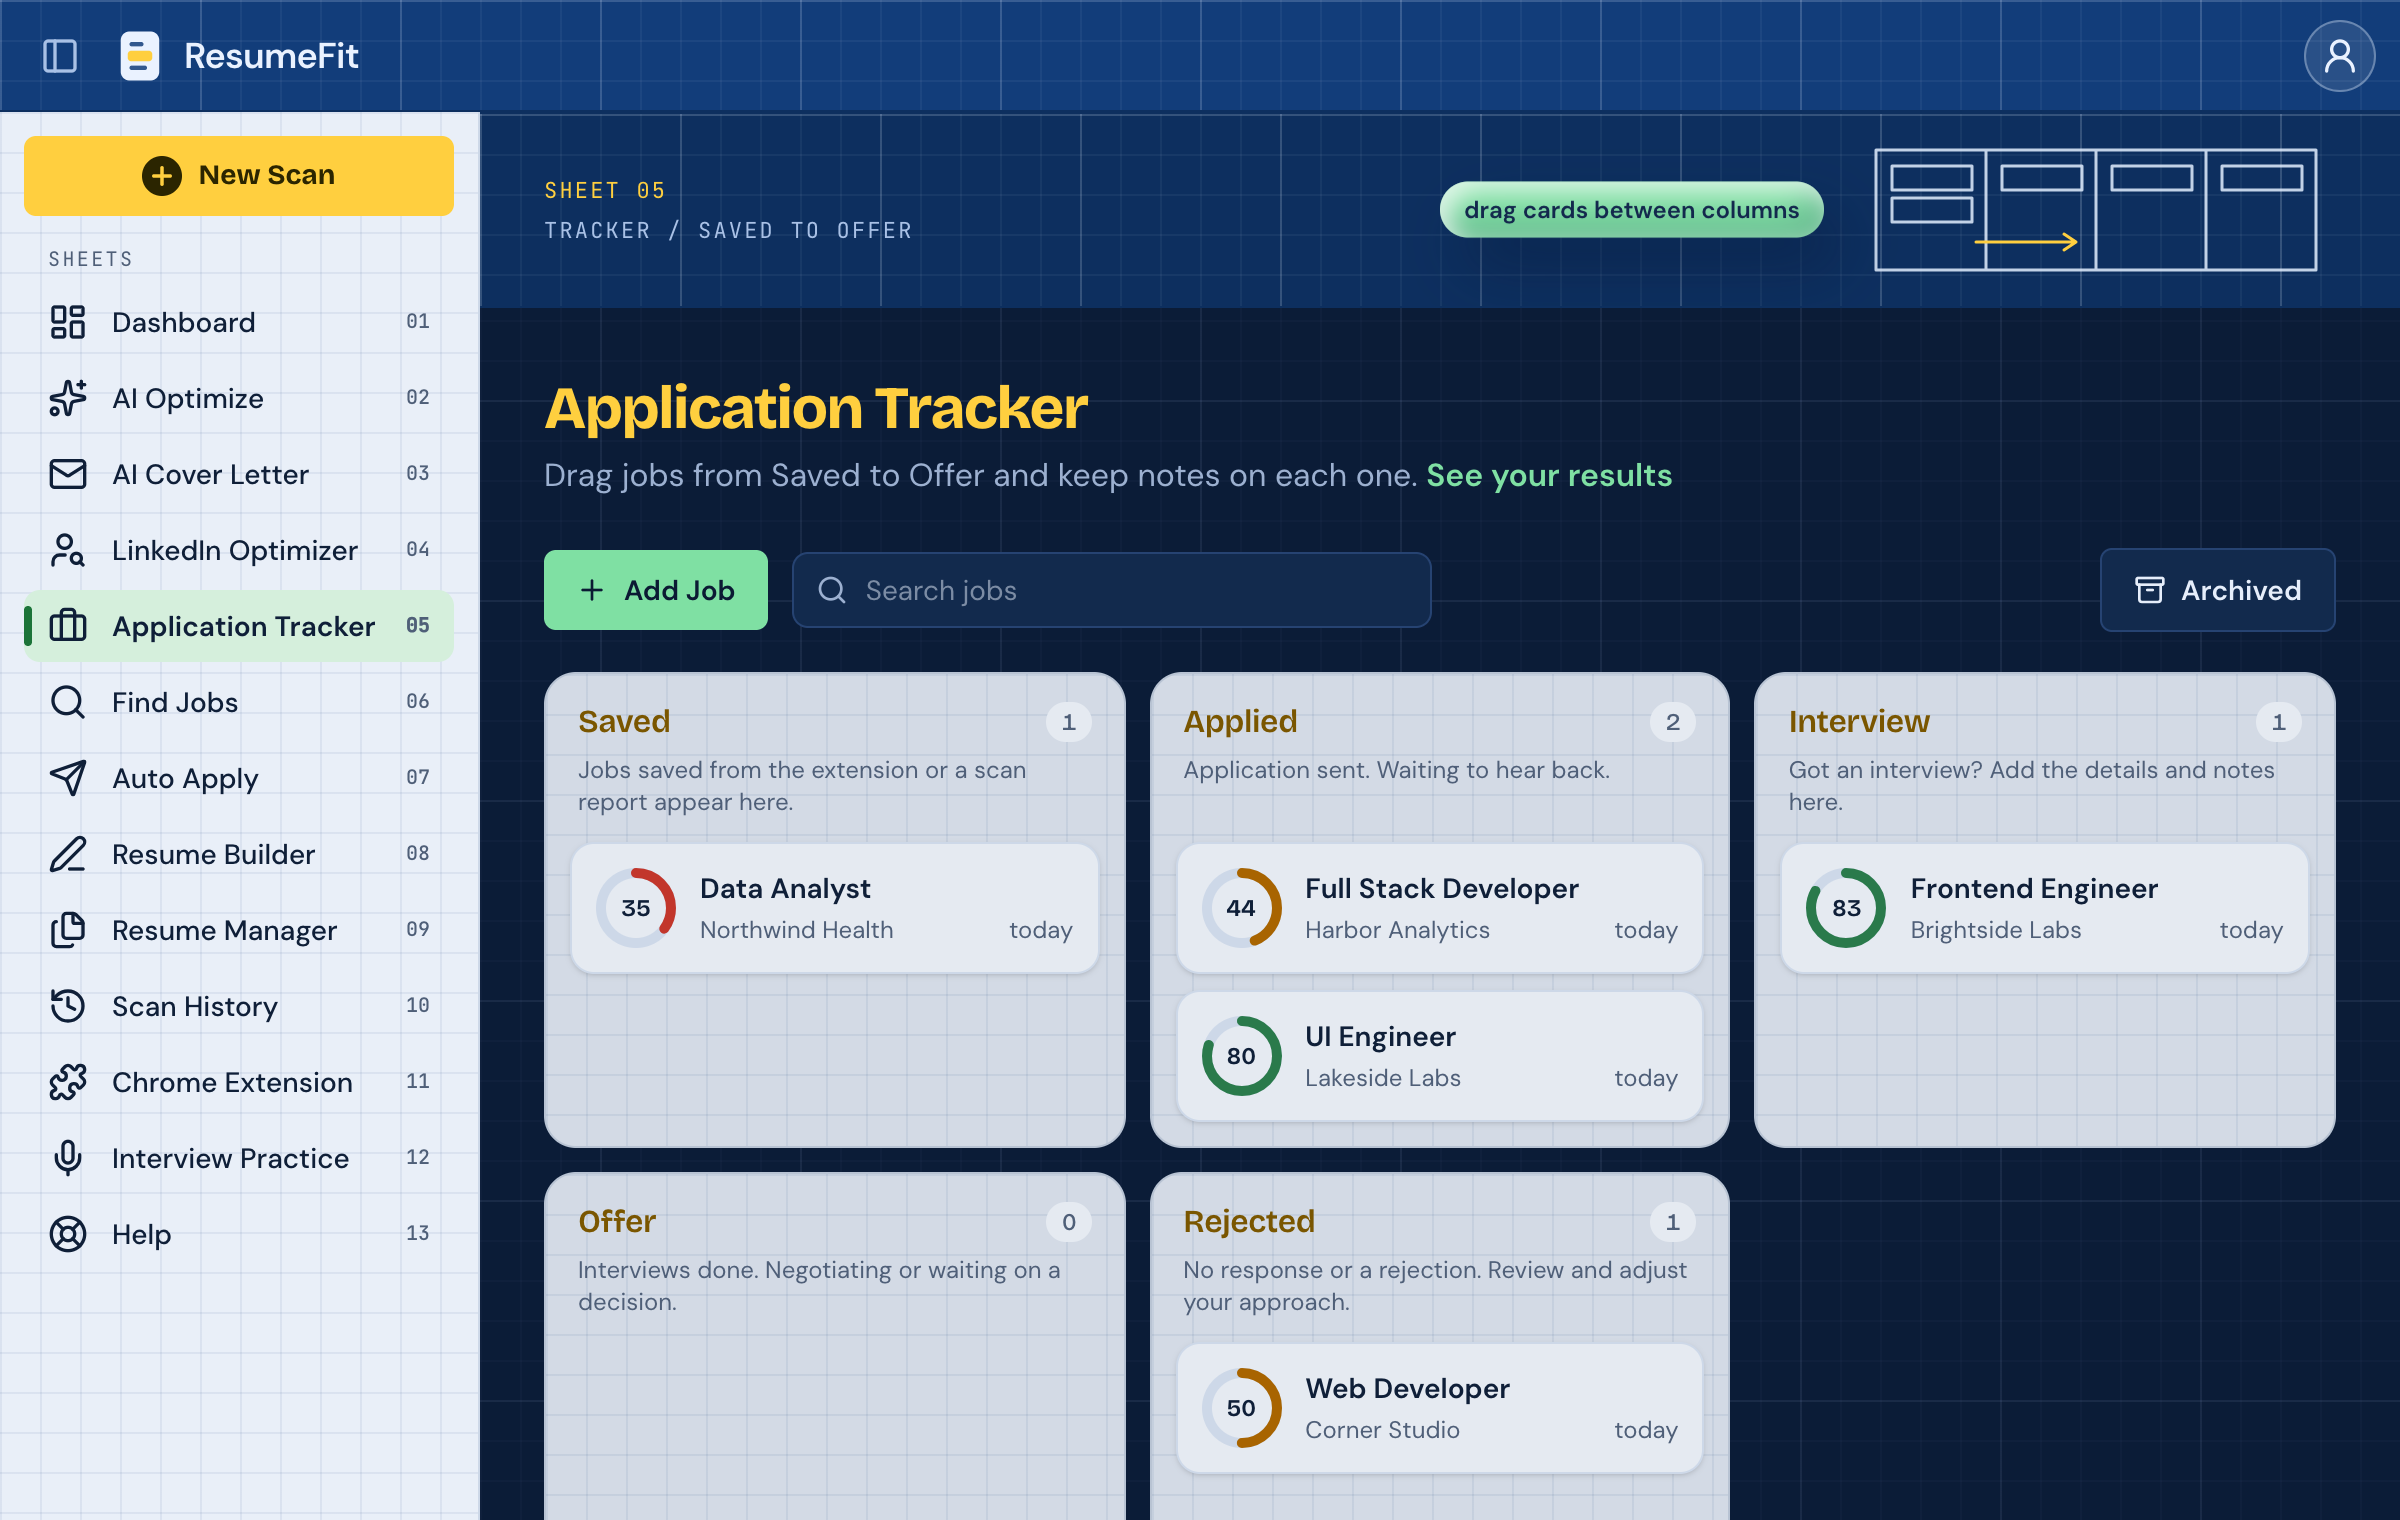 ResumeFit
New Scan
SHEETS
Dashboard 01
AI Optimize 02
AI Cover Letter 03
LinkedIn Optimizer 04
Application Tracker 05
Find Jobs 06
Auto Apply 07
Resume Builder 08
Resume Manager 09
Scan History 10
Chrome Extension 11
Interview Practice 12
Help 13
SHEET 05
TRACKER / SAVED TO OFFER
drag cards between columns
Application Tracker
Drag jobs from Saved to Offer and keep notes on each one. See your results
Add Job
Search jobs
Archived
Saved 1
Jobs saved from the extension or a scan
report appear here.
35
Data Analyst
Northwind Health today
Applied 2
Application sent. Waiting to hear back.
44
Full Stack Developer
Harbor Analytics today
80
UI Engineer
Lakeside Labs today
Interview 1
Got an interview? Add the details and notes
here.
83
Frontend Engineer
Brightside Labs today
Offer 0
Interviews done. Negotiating or waiting on a
decision.
Rejected 1
No response or a rejection. Review and adjust
your approach.
50
Web Developer
Corner Studio today